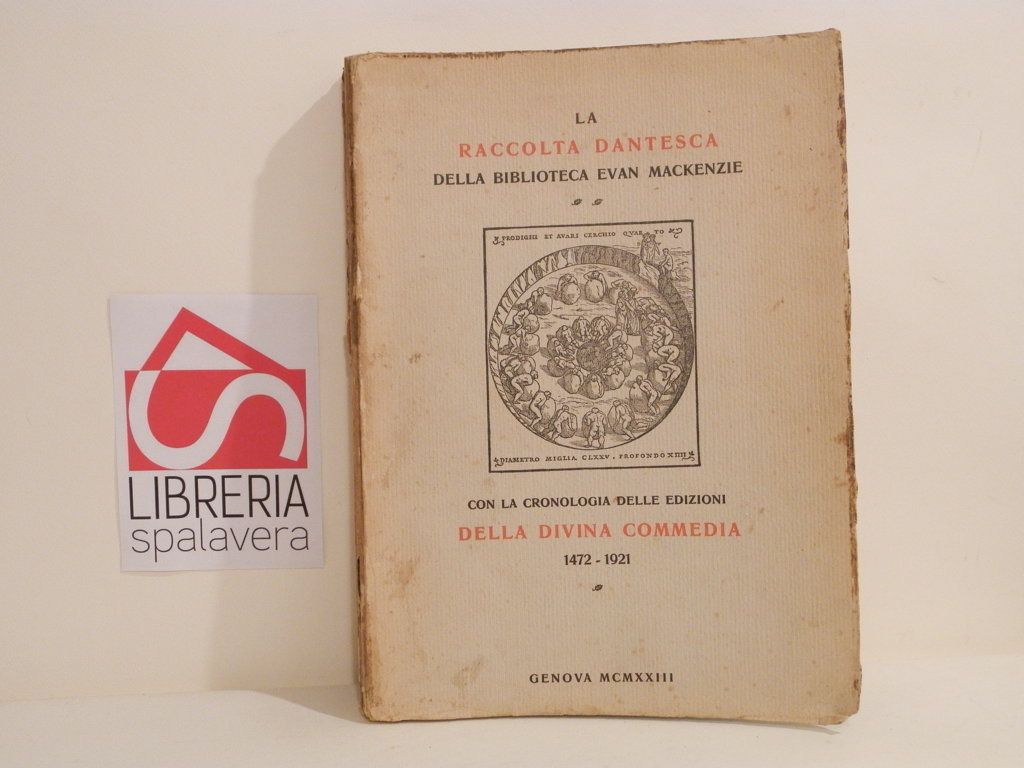 LA
RACCOLTA DANTESCA
DELLA BIBLIOTECA EVAN MACKENZIE
PRODIGHI ET AVARI CERCHIO QVARTO
DIAMETRO MIGLIA CLXXV. PROFONDO XIIII
CON LA CRONOLOGIA DELLE EDIZIONI
DELLA DIVINA COMMEDIA
1472 - 1921
GENOVA MCMXXIII
LIBRERIA
spalavera